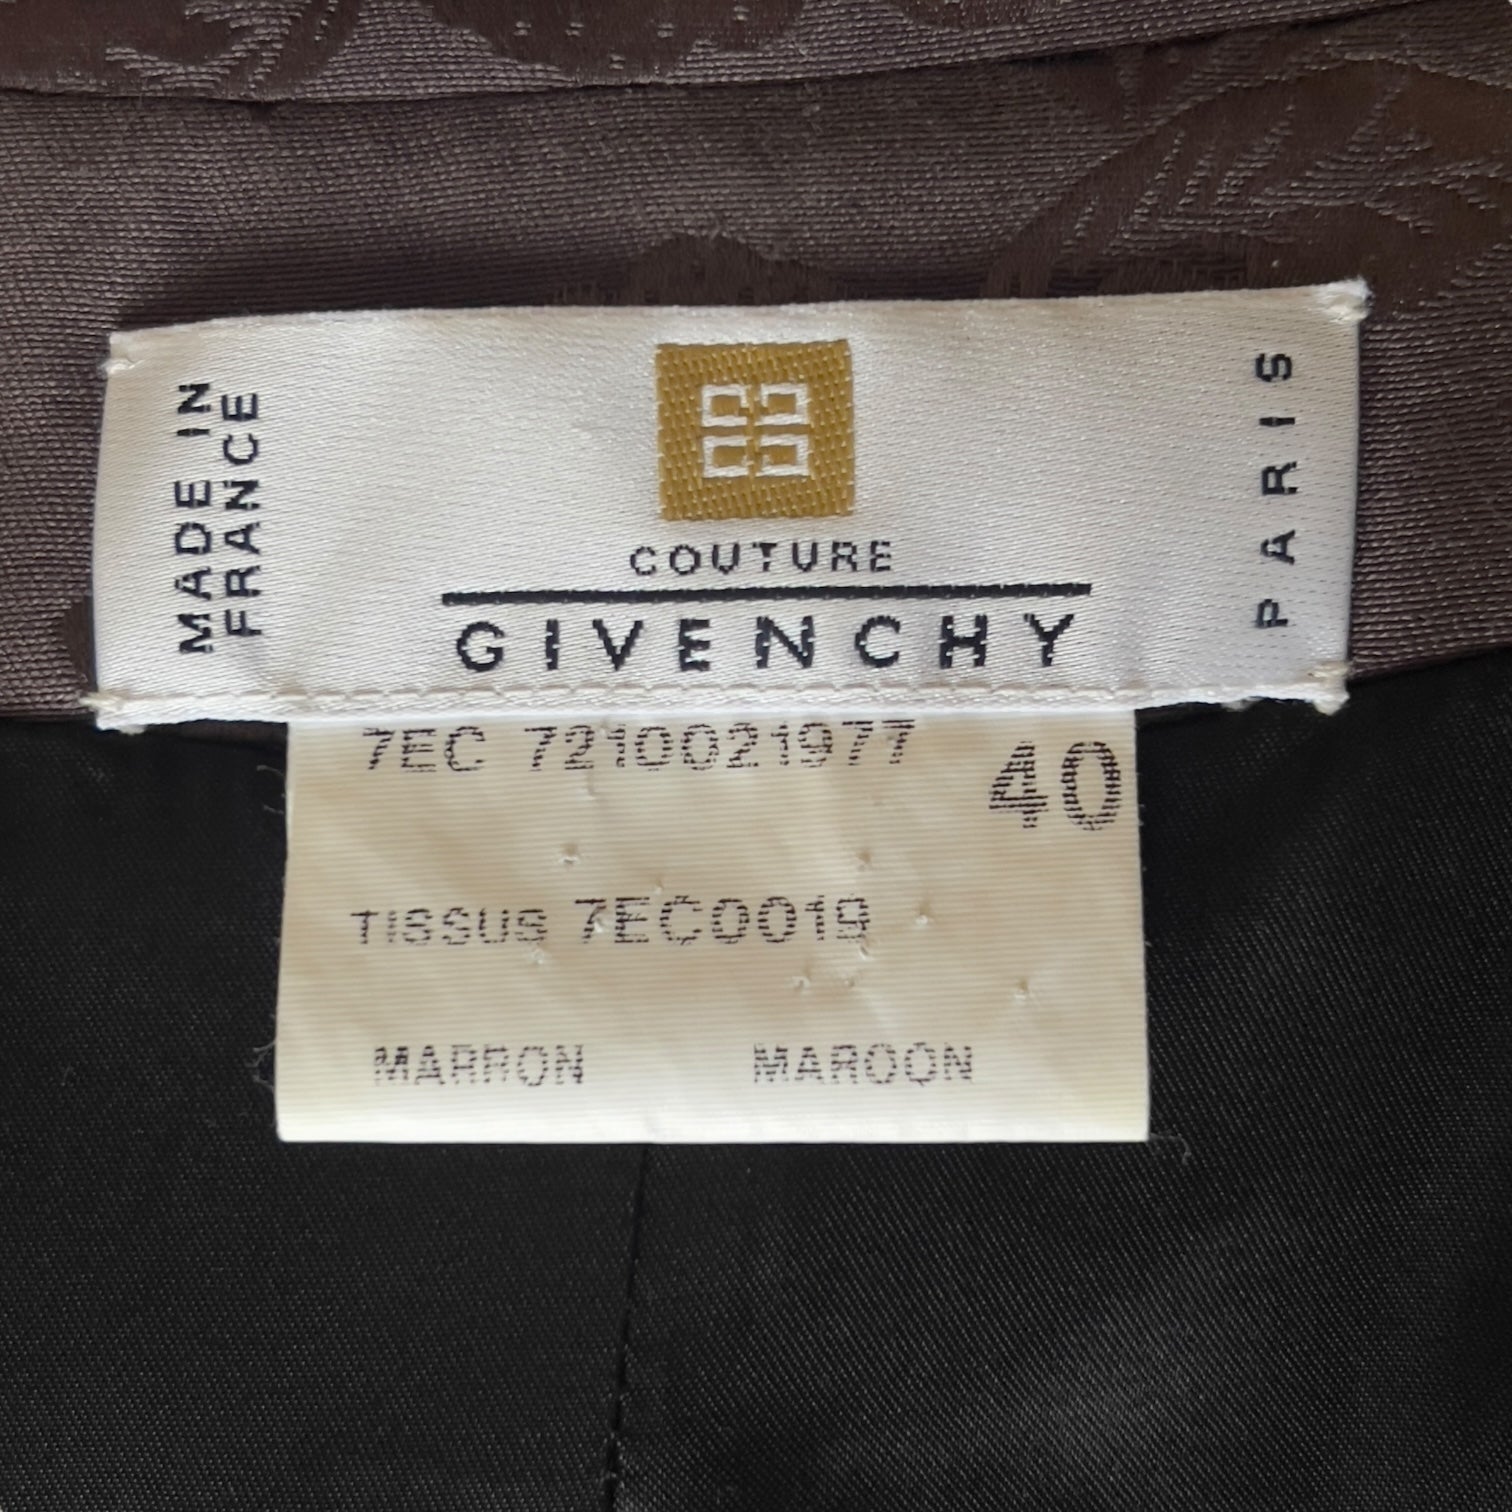 MADE IN
FRANCE
COUTURE
GIVENCHY
PARIS
7EC 7210021977
40
TISSUS 7EC0019
MARRON MAROON